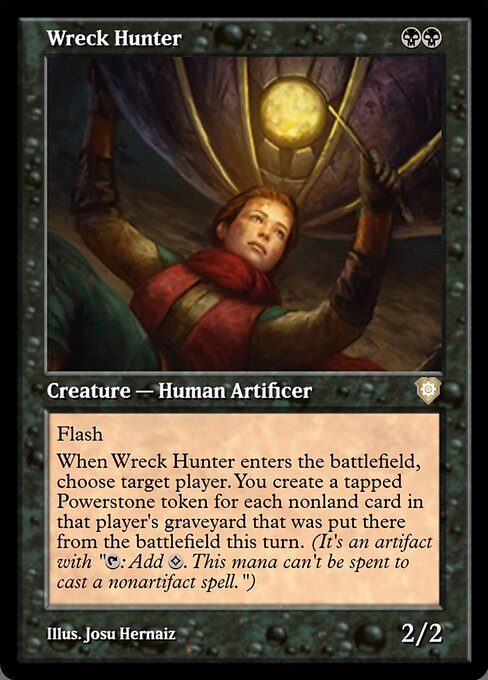 Wreck Hunter
Creature — Human Artificer
Flash
When Wreck Hunter enters the battlefield,
choose target player. You create a tapped
Powerstone token for each nonland card in
that player's graveyard that was put there
from the battlefield this turn. (It's an artifact
with ": Add . This mana can't be spent to
cast a nonartifact spell.")
Illus. Josu Hernaiz
2/2